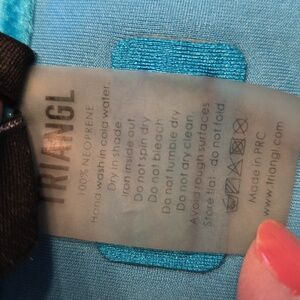 TRIANGL
100% NEOPRENE
Hand wash in cold water.
Dry in shade
Iron inside out
Do not spin dry
Do not bleach
Do not tumble dry
Do not dry clean
Avoid rough surfaces
Store flat : do not fold.
Made in PRC
www.triangl.com